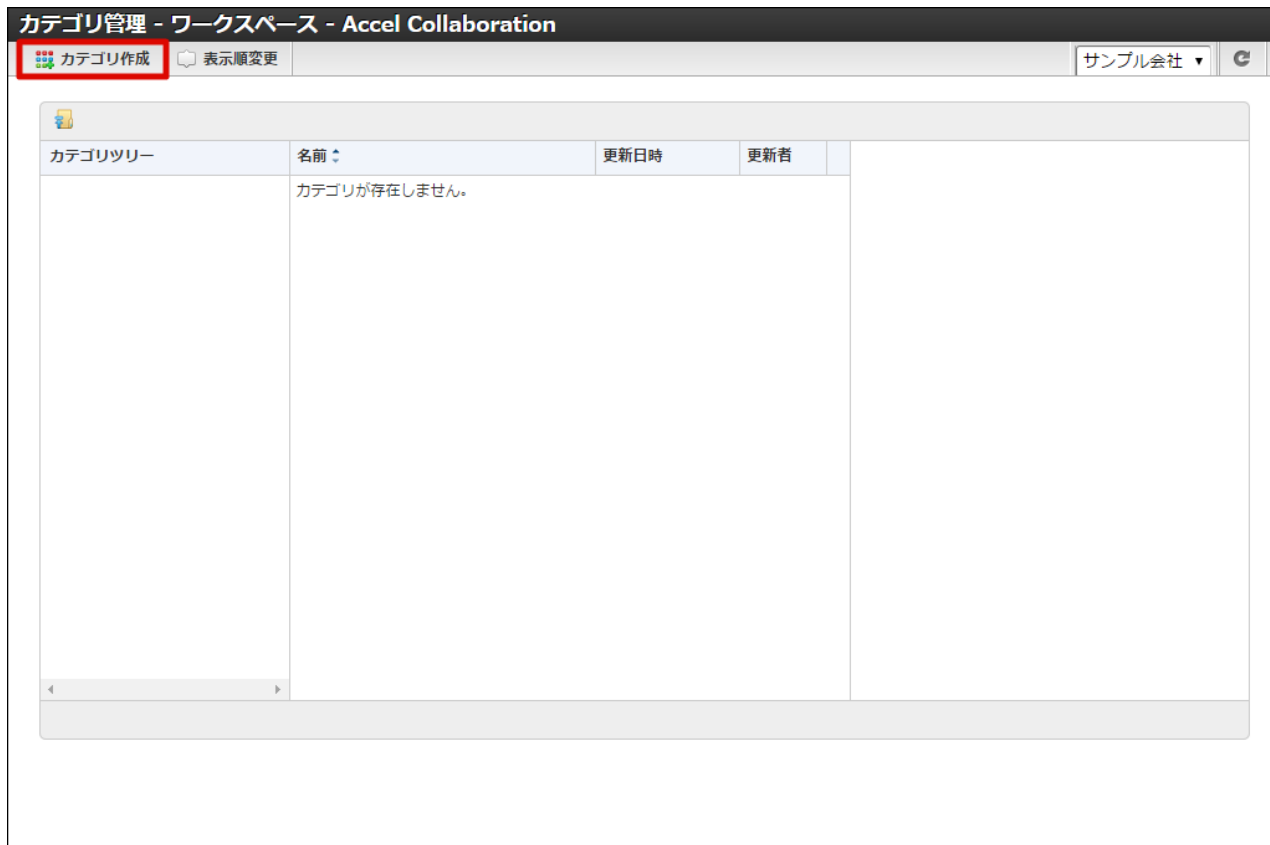 カテゴリ管理 - ワークスペース - Accel Collaboration
カテゴリ作成 表示順変更 サンプル会社
カテゴリツリー 名前 更新日時 更新者
カテゴリが存在しません。